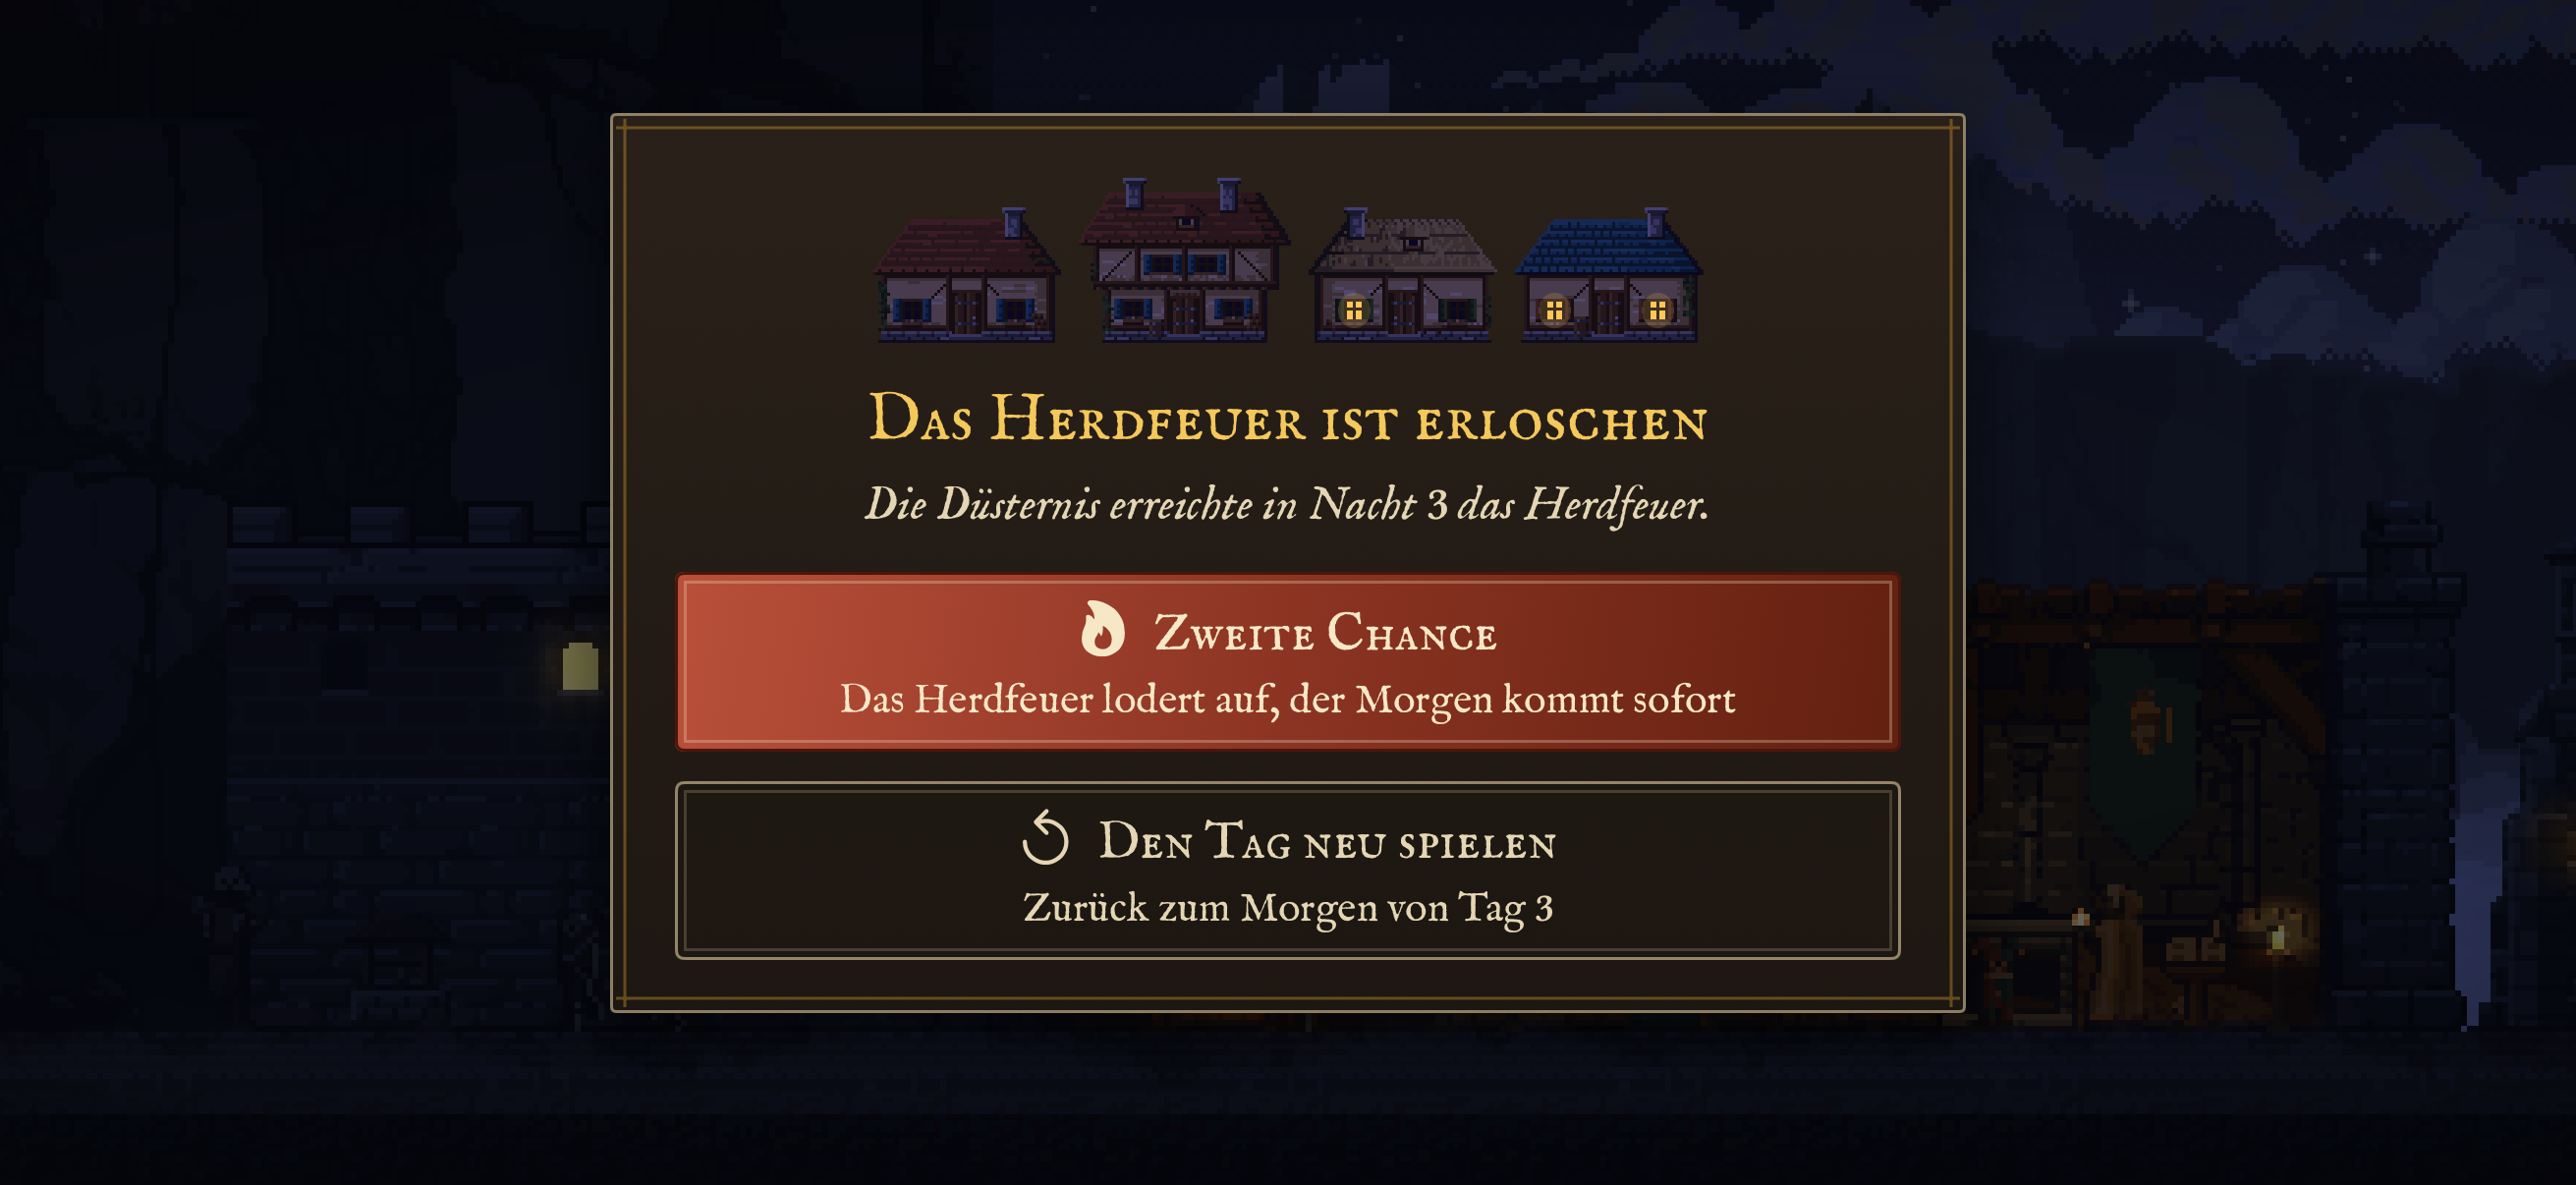 Das Herdfeuer ist erloschen
Die Düsternis erreichte in Nacht 3 das Herdfeuer.
Zweite Chance
Das Herdfeuer lodert auf, der Morgen kommt sofort
Den Tag neu spielen
Zurück zum Morgen von Tag 3